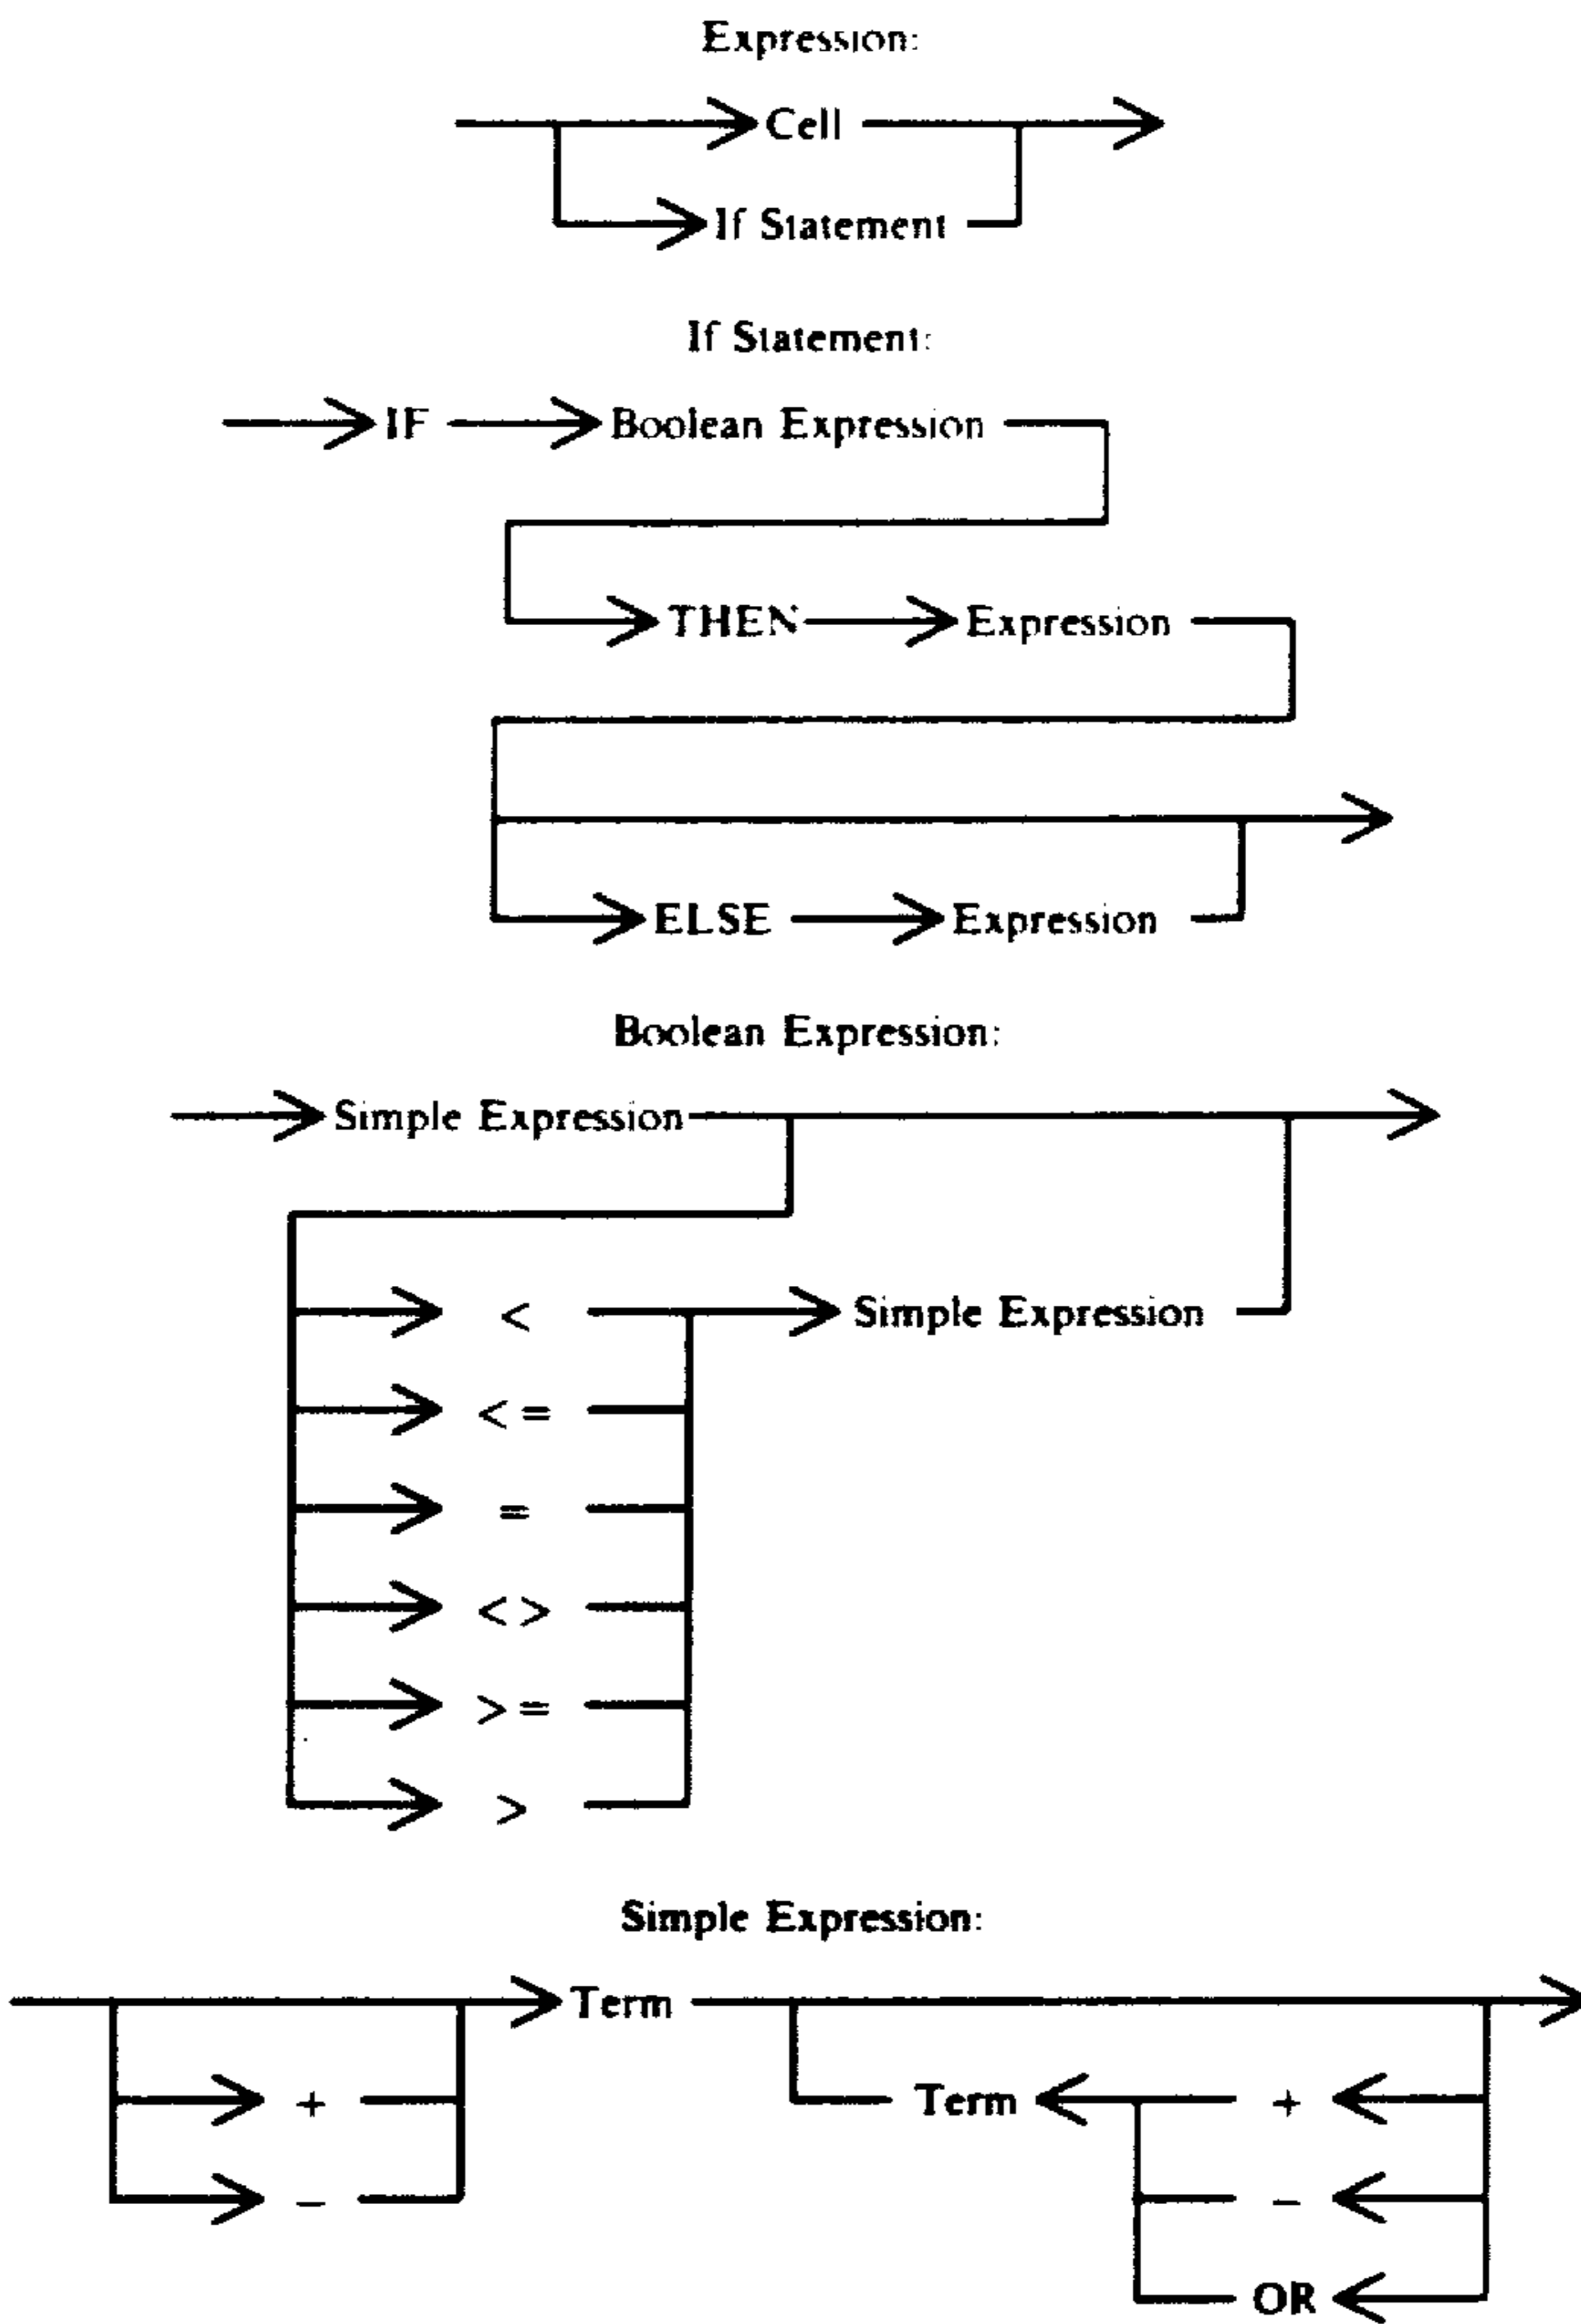 Expression:
Cell
If Statement
If Statement:
IF Boolean Expression
THEN Expression
ELSE Expression
Boolean Expression:
Simple Expression
< Simple Expression
<=
=
<>
>=
>
Simple Expression:
Term
+ Term +
- -
OR